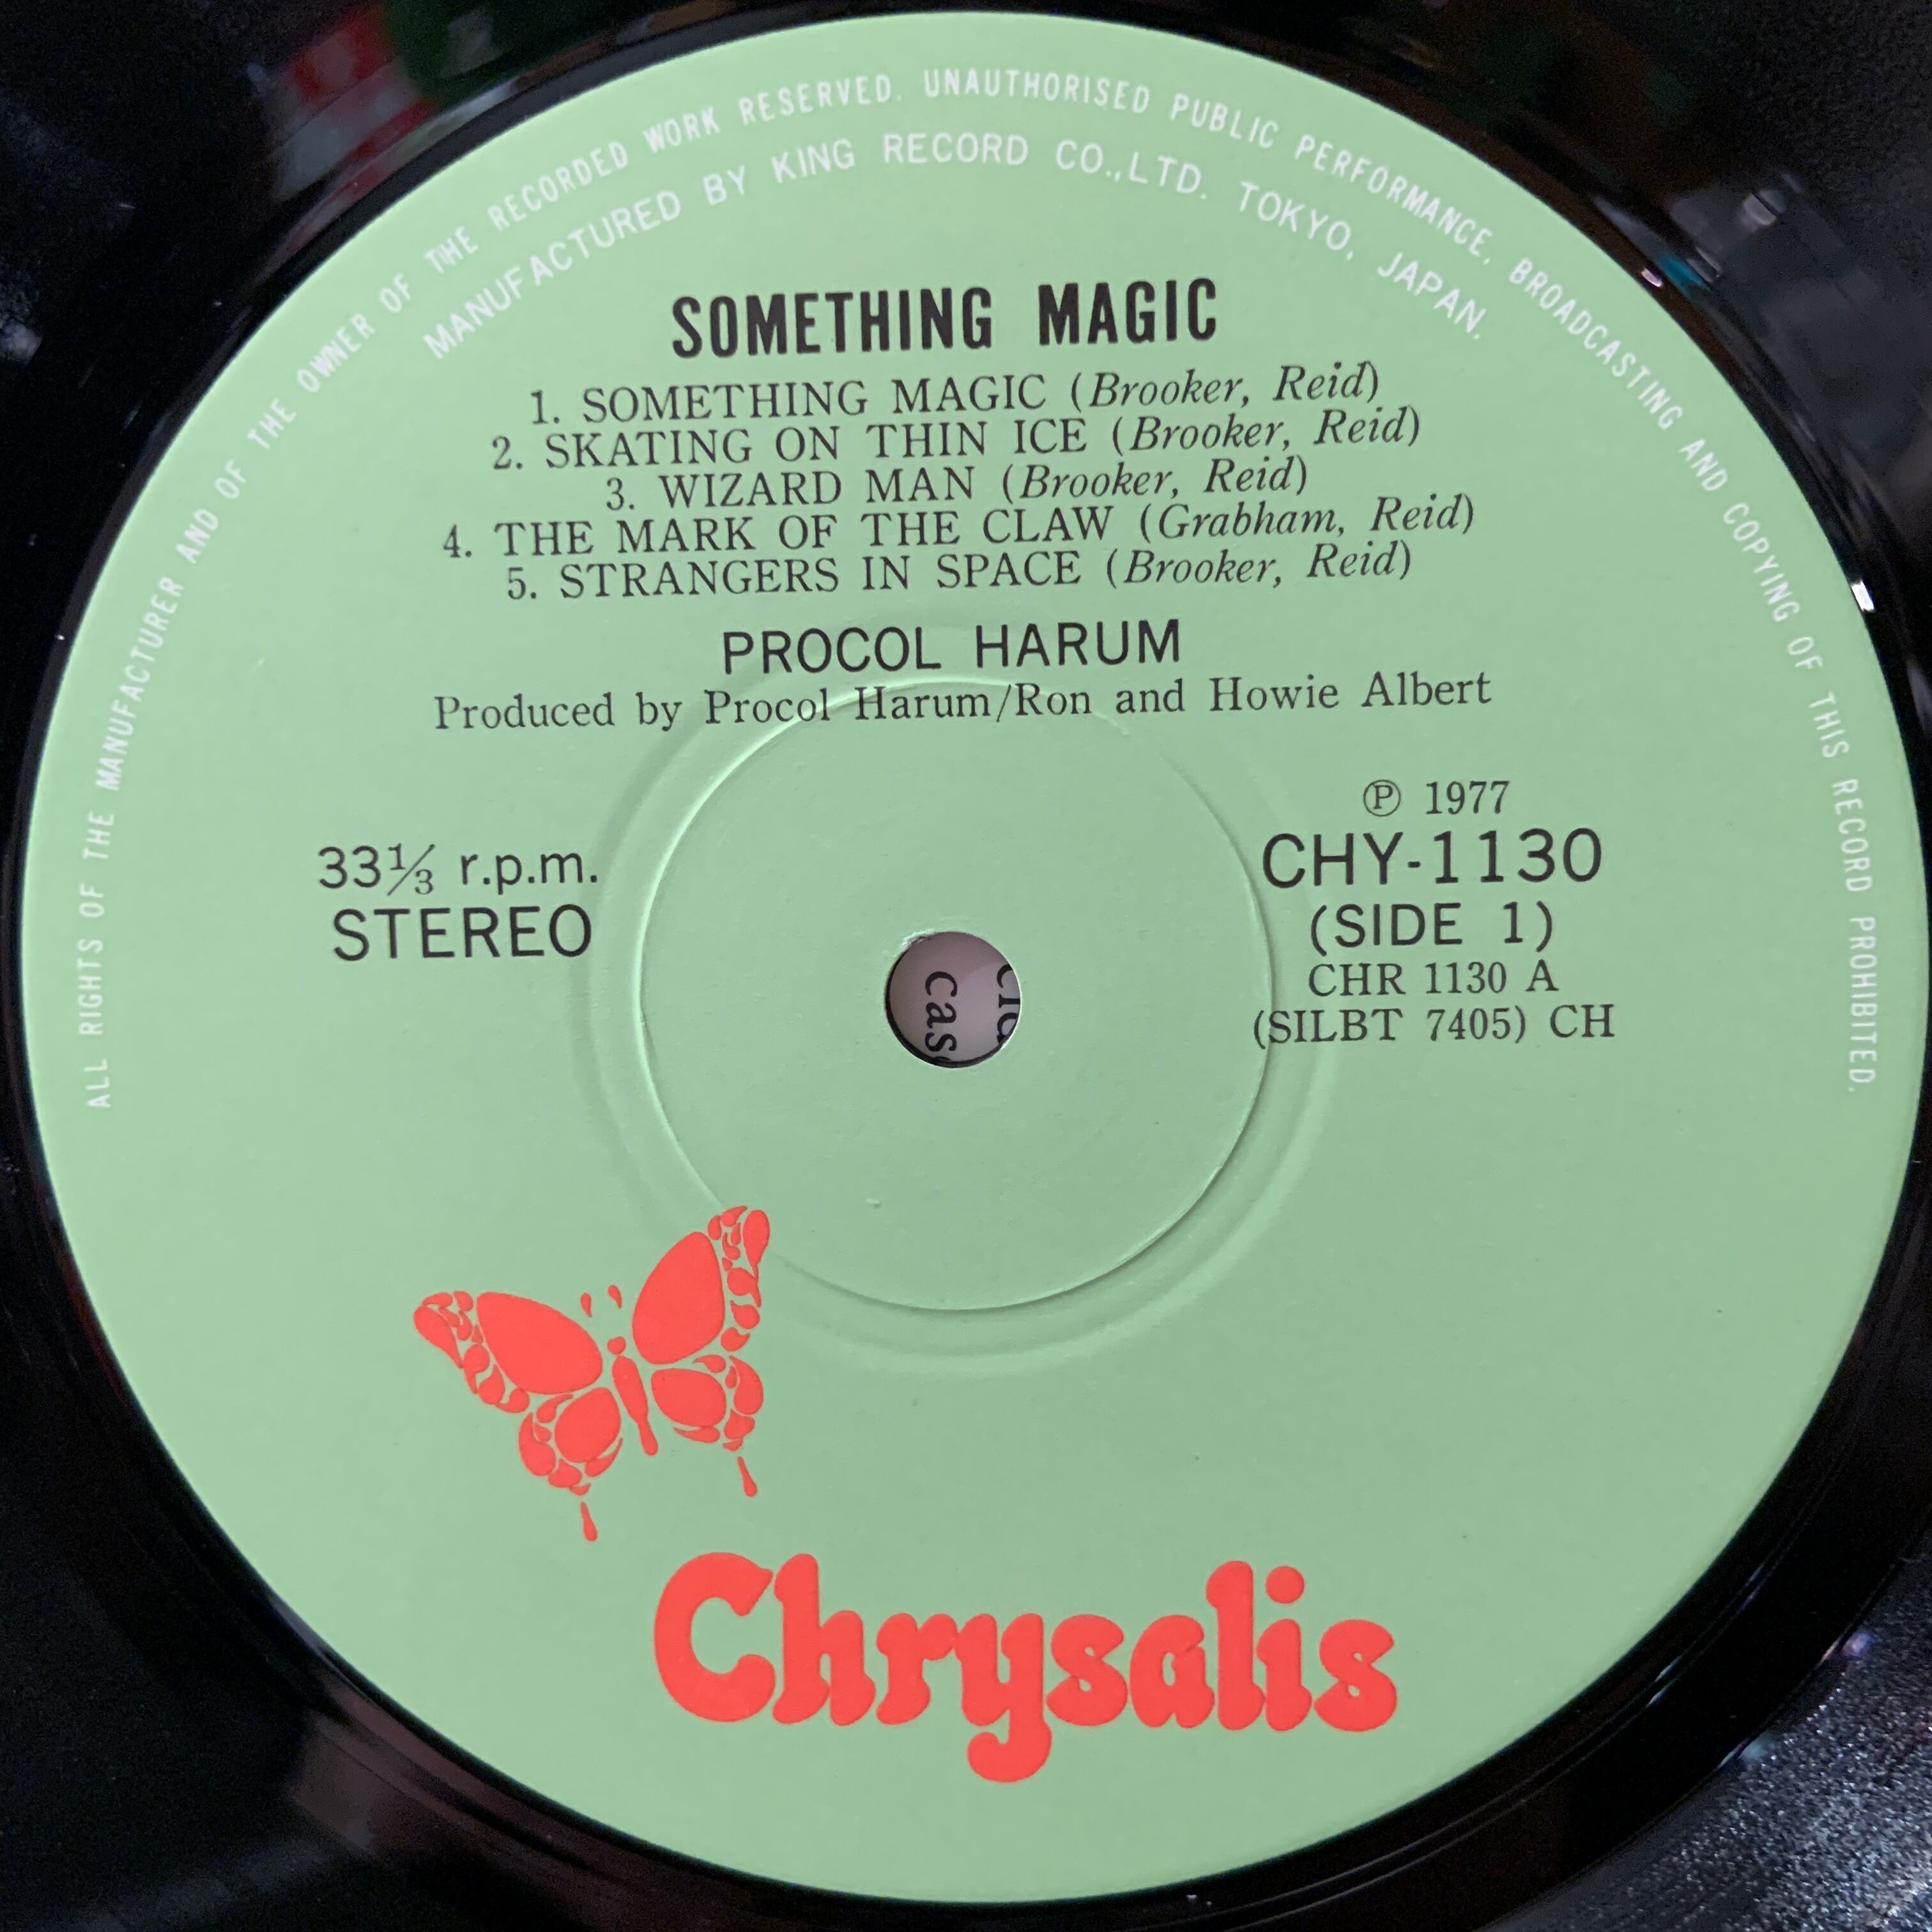 ALL RIGHTS OF THE MANUFACTURER AND OF THE OWNER OF THE RECORDED WORK RESERVED. UNAUTHORISED PUBLIC PERFORMANCE, BROADCASTING AND COPYING OF THIS RECORD PROHIBITED.
MANUFACTURED BY KING RECORD CO.,LTD. TOKYO, JAPAN.
SOMETHING MAGIC
1. SOMETHING MAGIC (Brooker, Reid)
2. SKATING ON THIN ICE (Brooker, Reid)
3. WIZARD MAN (Brooker, Reid)
4. THE MARK OF THE CLAW (Grabham, Reid)
5. STRANGERS IN SPACE (Brooker, Reid)
PROCOL HARUM
Produced by Procol Harum/Ron and Howie Albert
33⅓ r.p.m.
STEREO
Ⓟ 1977
CHY-1130
(SIDE 1)
CHR 1130 A
(SILBT 7405) CH
Chrysalis